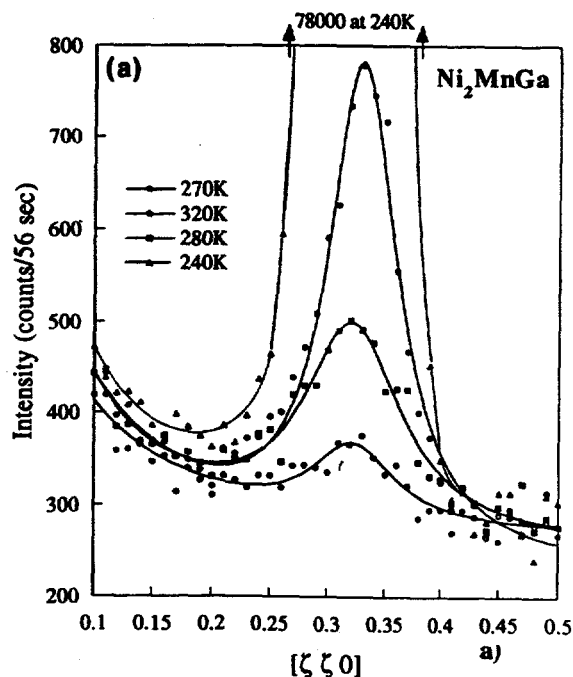 78000 at 240K
800
(a)
Ni₂MnGa
700
270K
320K
280K
240K
600
Intensity (counts/56 sec)
500
400
300
200
0.1 0.15 0.2 0.25 0.3 0.35 0.4 0.45 0.5
[ζ ζ 0]
a)